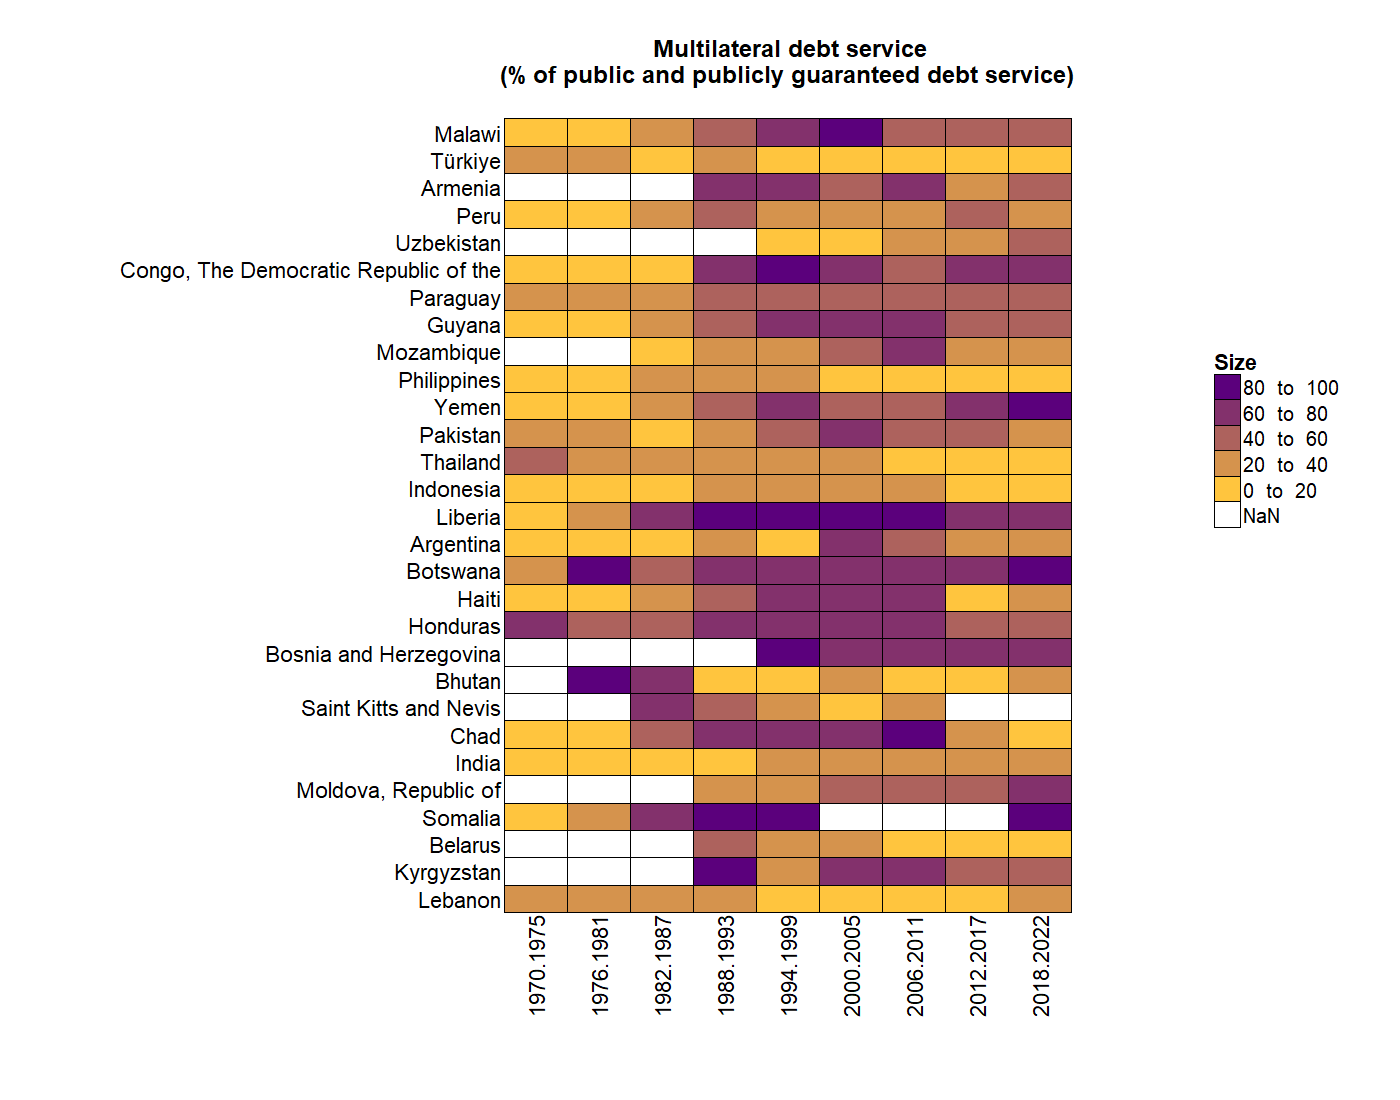 Multilateral debt service
(% of public and publicly guaranteed debt service)
Malawi
Türkiye
Armenia
Peru
Uzbekistan
Congo, The Democratic Republic of the
Paraguay
Guyana
Mozambique
Philippines
Yemen
Pakistan
Thailand
Indonesia
Liberia
Argentina
Botswana
Haiti
Honduras
Bosnia and Herzegovina
Bhutan
Saint Kitts and Nevis
Chad
India
Moldova, Republic of
Somalia
Belarus
Kyrgyzstan
Lebanon
1970.1975
1976.1981
1982.1987
1988.1993
1994.1999
2000.2005
2006.2011
2012.2017
2018.2022
Size
80 to 100
60 to 80
40 to 60
20 to 40
0 to 20
NaN